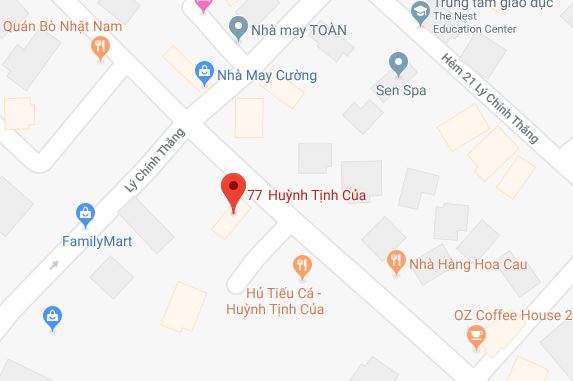 Trung tâm giáo dục
The Nest
Education Center
Quán Bò Nhật Nam
Nhà may TOÀN
Nhà May Cường
Sen Spa
Hẻm 21 Lý Chính Thắng
Lý Chính Thắng
77 Huỳnh Tịnh Của
FamilyMart
Nhà Hàng Hoa Cau
Hủ Tiếu Cá -
Huỳnh Tịnh Của
OZ Coffee House 2